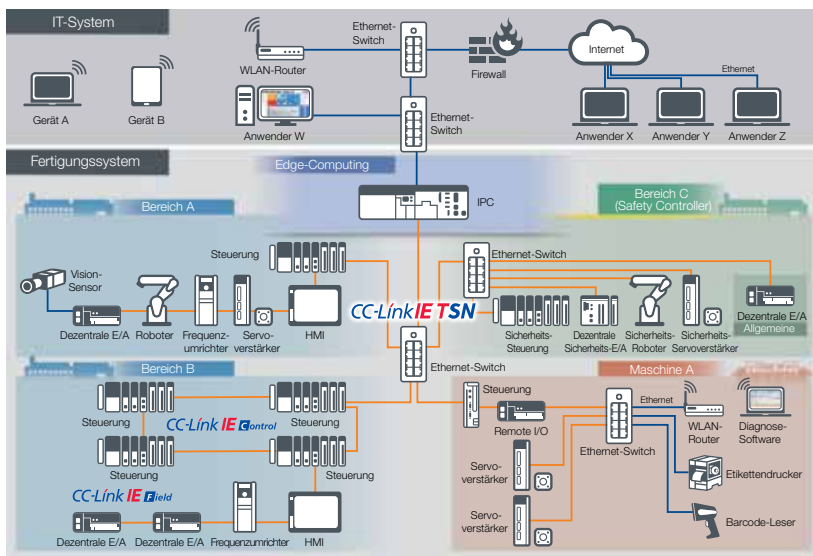 IT-System
Ethernet-
Switch
WLAN-Router
Firewall
Internet
Ethernet
Gerät A
Gerät B
Anwender W
Ethernet-
Switch
Anwender X
Anwender Y
Anwender Z
Fertigungssystem
Edge-Computing
IPC
Bereich A
Bereich C
(Safety Controller)
Steuerung
Ethernet-Switch
Vision-
Sensor
Dezentrale E/A
Roboter
Frequenz-
umrichter
Servo-
verstärker
HMI
CC-Link IE TSN
Sicherheits-
Steuerung
Dezentrale
Sicherheits-E/A
Sicherheits-
Roboter
Sicherheits-
Servoverstärker
Dezentrale E/A
Allgemeine
Ethernet-Switch
Bereich B
Maschine A
Steuerung
Steuerung
CC-Link IE Control
Steuerung
Steuerung
CC-Link IE Field
Dezentrale E/A
Dezentrale E/A
Frequenzumrichter
HMI
Steuerung
Remote I/O
Ethernet
Ethernet-Switch
WLAN-
Router
Diagnose-
Software
Servo-
verstärker
Etikettendrucker
Servo-
verstärker
Barcode-Leser